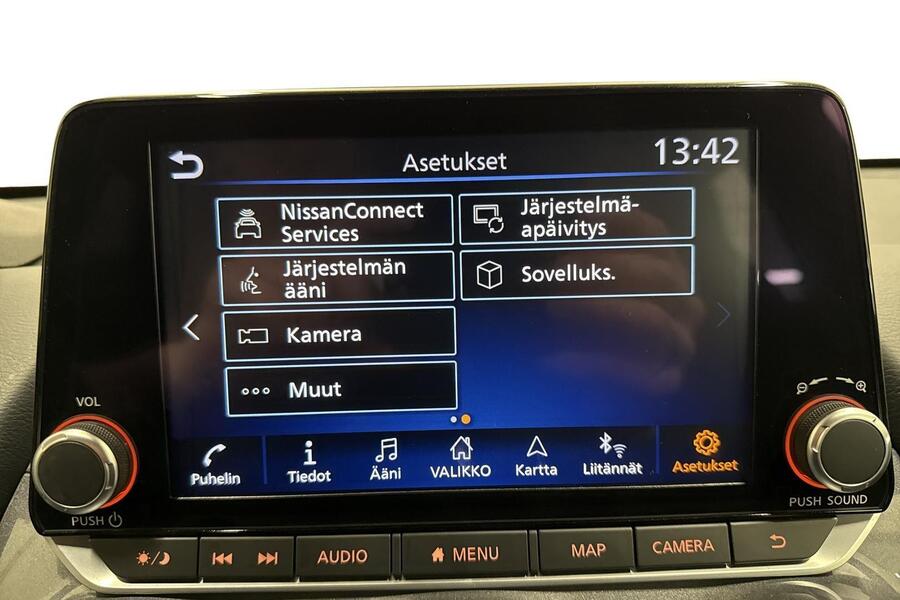 Asetukset
13:42
NissanConnect
Services
Järjestelmä-
apäivitys
Järjestelmän
ääni
Sovelluks.
Kamera
Muut
Puhelin
Tiedot
Ääni
VALIKKO
Kartta
Liitännät
Asetukset
VOL
PUSH
PUSH SOUND
AUDIO
MENU
MAP
CAMERA